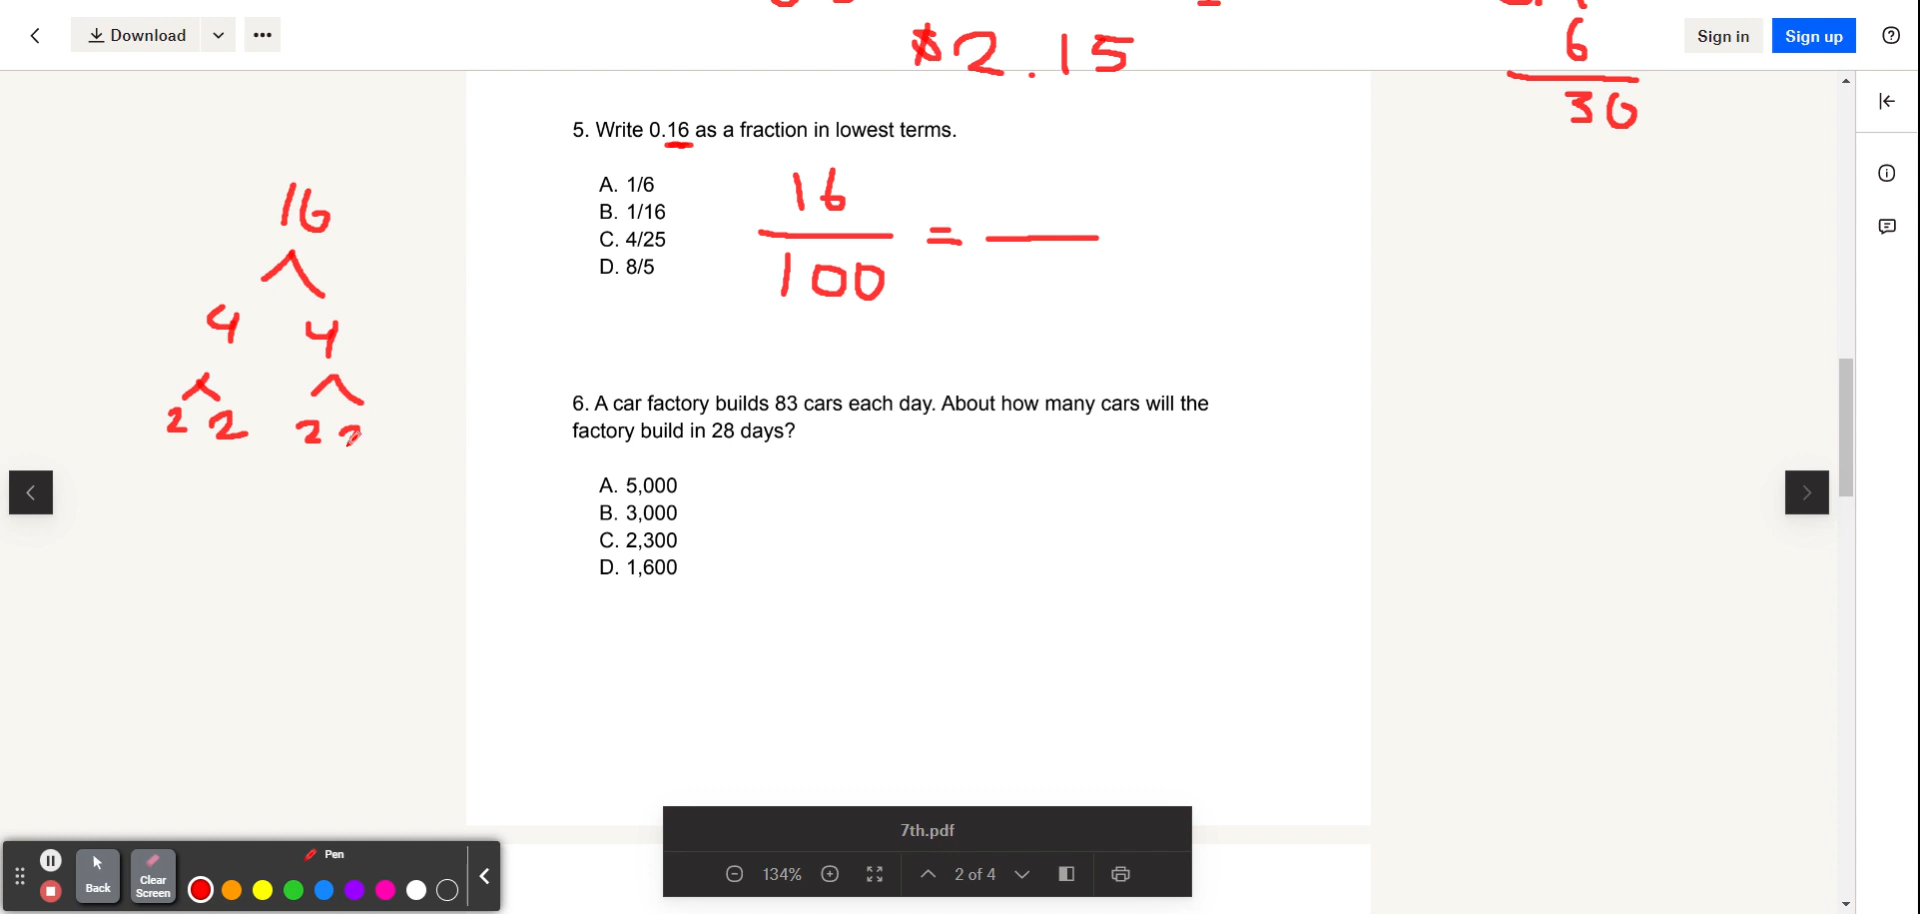 Download
$2.15
6
30
Sign in
Sign up
5. Write 0.16 as a fraction in lowest terms.
A. 1/6
B. 1/16
C. 4/25
D. 8/5
16
100
=
16
4 4
2 2 2 2
6. A car factory builds 83 cars each day. About how many cars will the
factory build in 28 days?
A. 5,000
B. 3,000
C. 2,300
D. 1,600
7th.pdf
134%
2 of 4
Pen
Back
Clear
Screen